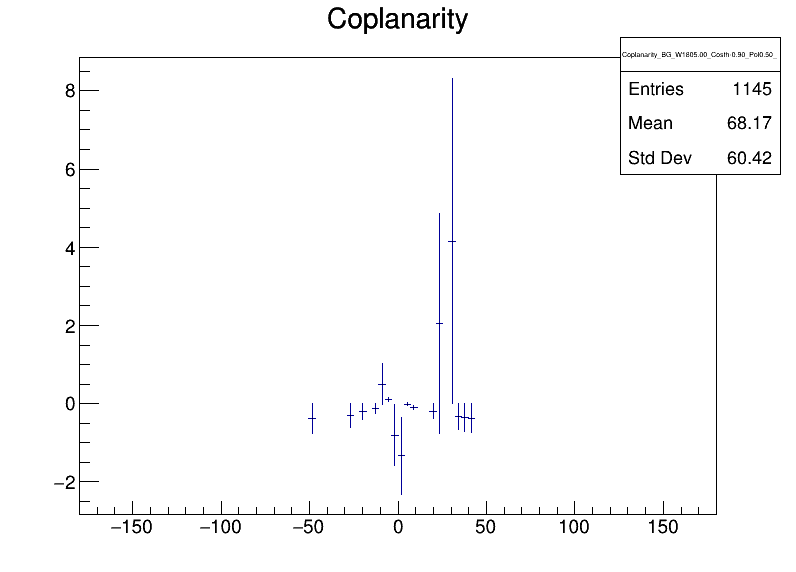 Coplanarity
Coplanarity_BG_W1805.00_Costh-0.90_Pol0.50_
Entries 1145
Mean 68.17
Std Dev 60.42
8
6
4
2
0
−2
−150 −100 −50 0 50 100 150